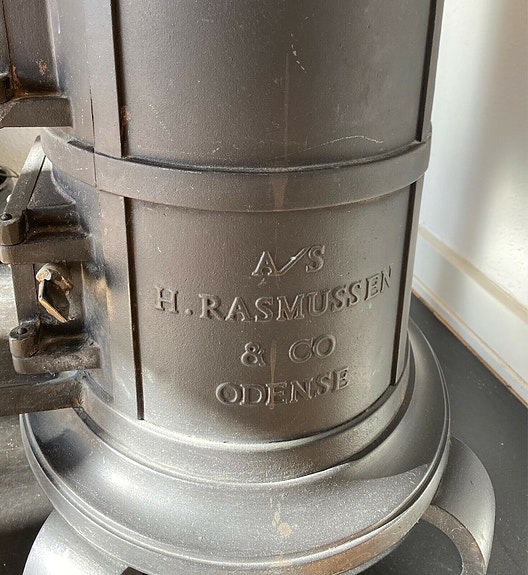 A/S
H. RASMUSSEN
& CO
ODENSE